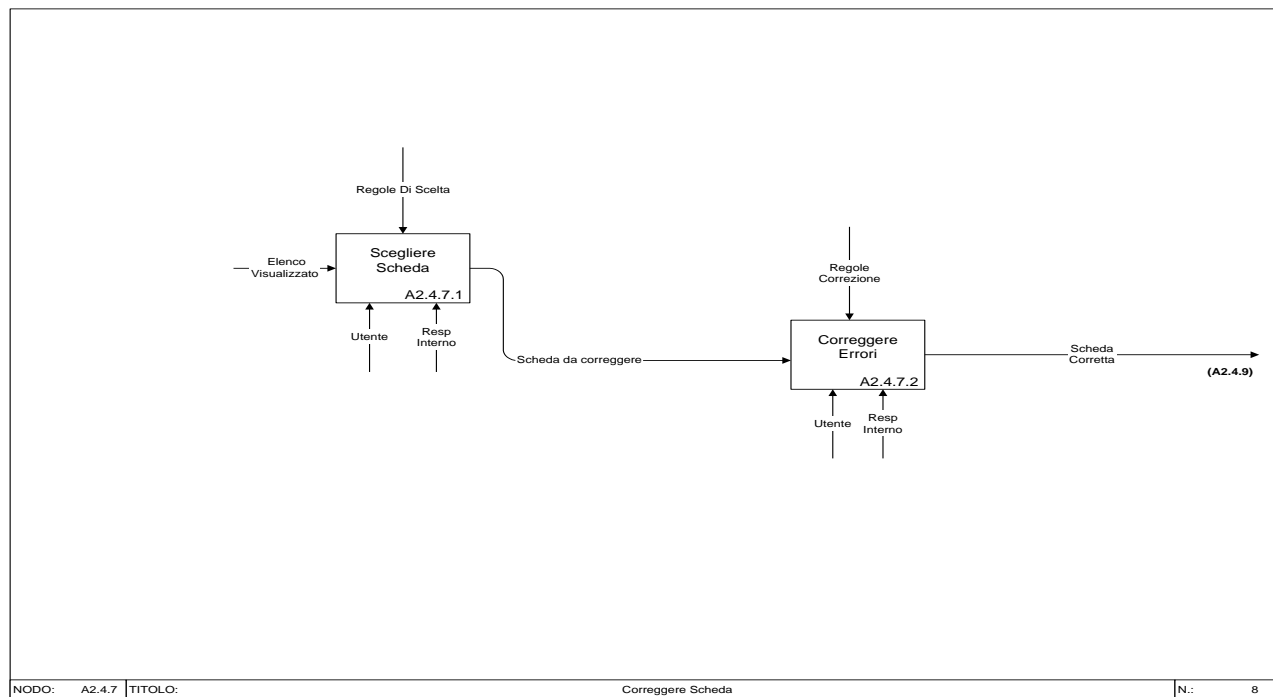 Regole Di Scelta
Elenco
Visualizzato
Scegliere
Scheda
A2.4.7.1
Utente
Resp
Interno
Scheda da correggere
Regole
Correzione
Correggere
Errori
A2.4.7.2
Utente
Resp
Interno
Scheda
Corretta
(A2.4.9)
NODO: A2.4.7 TITOLO: Correggere Scheda N.: 8